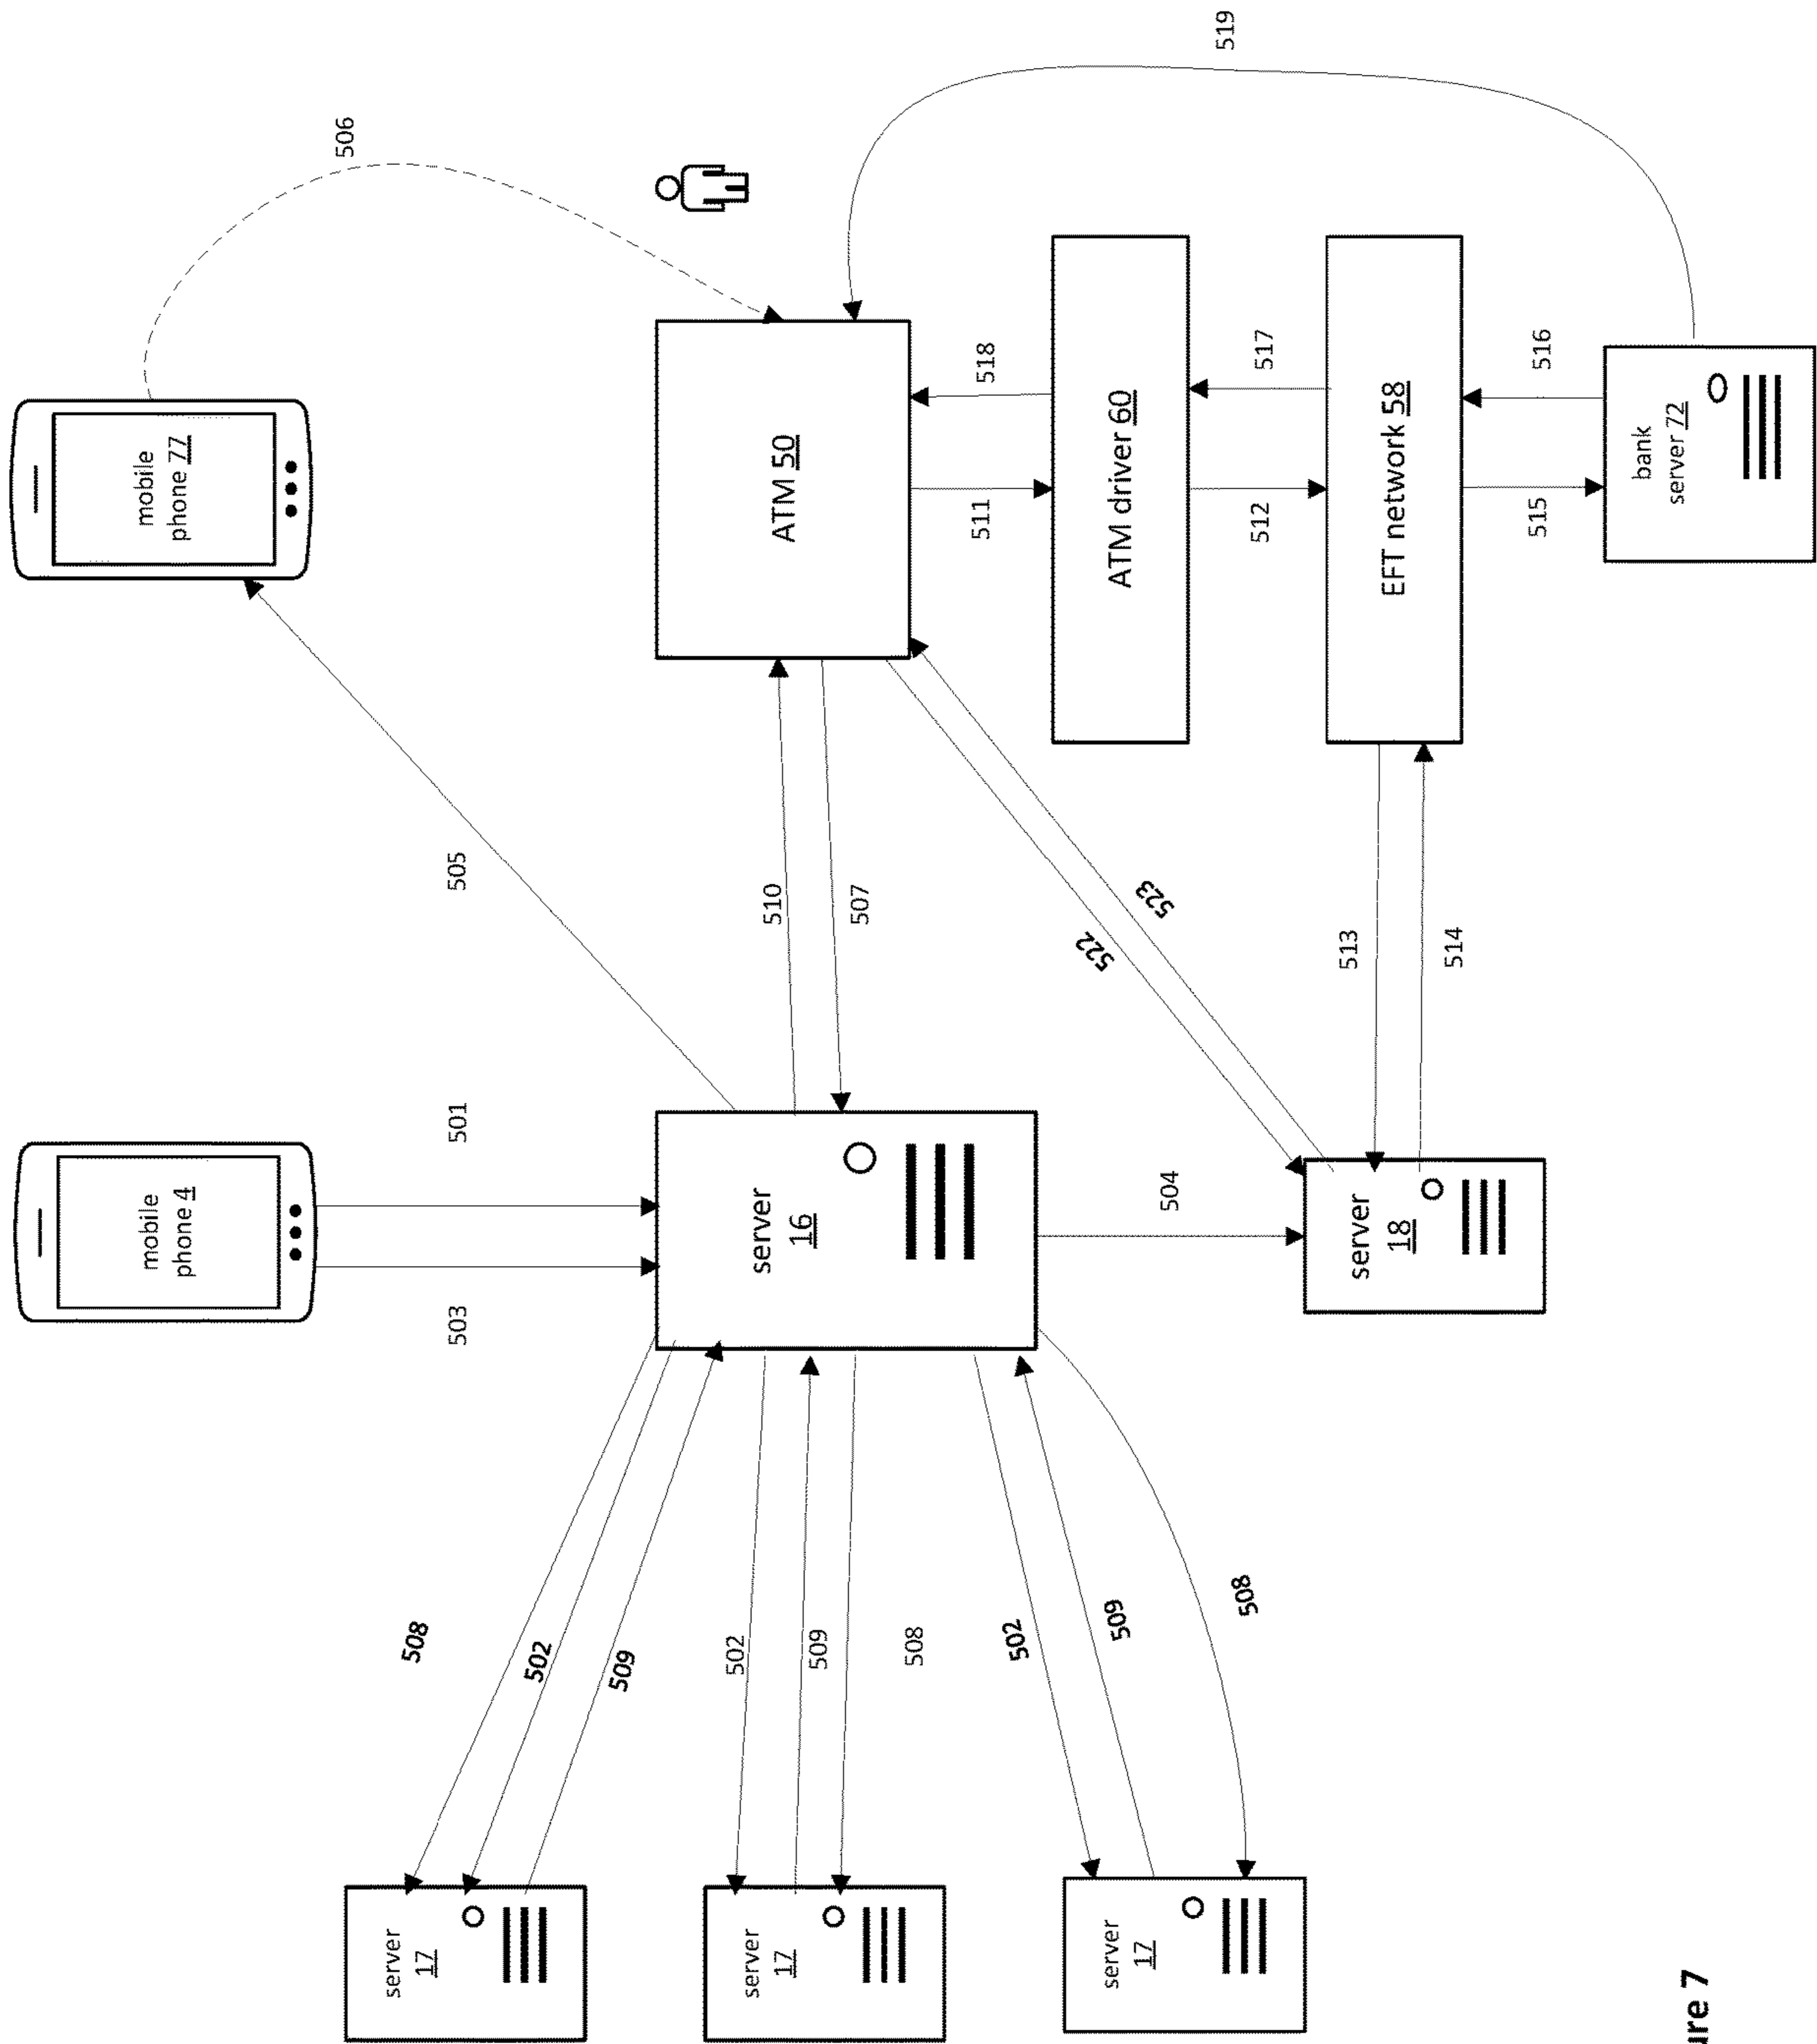 mobile
phone 4
mobile
phone 77
506
server
17
508
503
501
505
502
509
502
server
17
server
16
510
ATM 50
509
507
508
511
518
502
522
509
server
17
ATM driver 60
523
504
519
508
512
517
513
server
18
EFT network 58
514
515
516
bank
server 72
ure 7